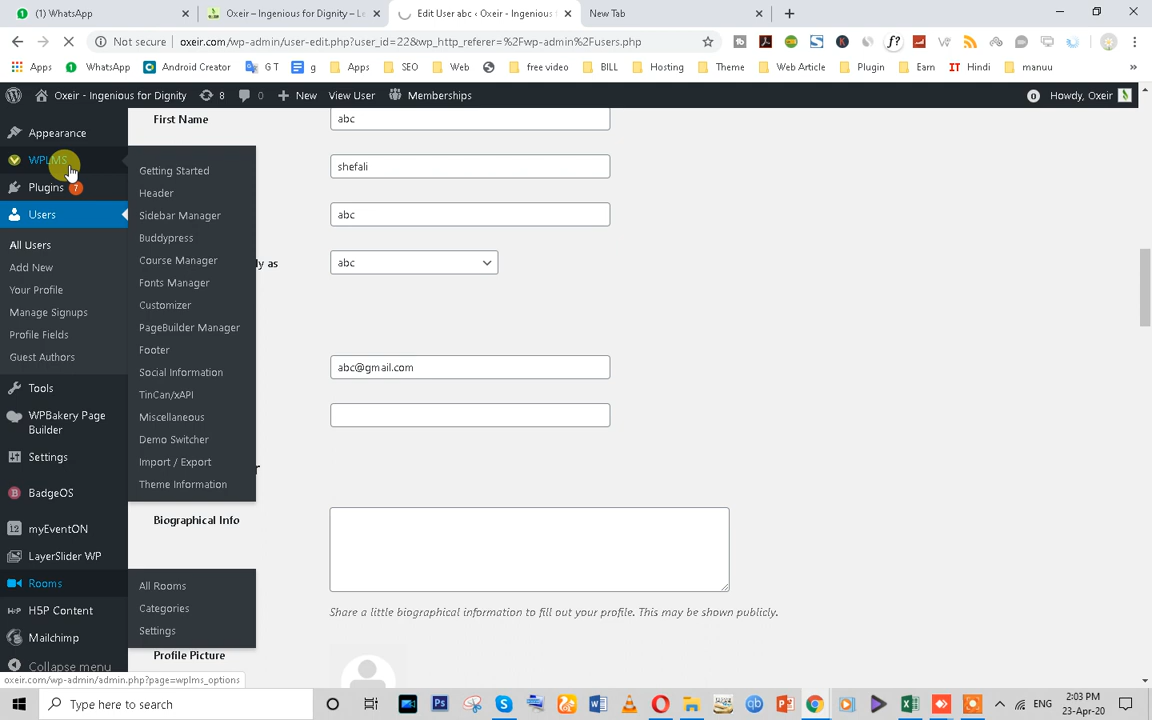 (1) WhatsApp
Oxeir – Ingenious for Dignity – Le
Edit User abc ‹ Oxeir - Ingenious f
New Tab
Not secure
oxeir.com/wp-admin/user-edit.php?user_id=22&wp_http_referer=%2Fwp-admin%2Fusers.php
Apps
WhatsApp
Android Creator
G T
g
Apps
SEO
Web
free video
BILL
Hosting
Theme
Web Article
Plugin
Earn
IT Hindi
manuu
Oxeir - Ingenious for Dignity
8
0
New
View User
Memberships
0
Howdy, Oxeir
Appearance
WPLMS
Plugins 7
Users
All Users
Add New
Your Profile
Manage Signups
Profile Fields
Guest Authors
Tools
WPBakery Page
Builder
Settings
BadgeOS
myEventON
LayerSlider WP
Rooms
H5P Content
Mailchimp
Collapse menu
Getting Started
Header
Sidebar Manager
Buddypress
Course Manager
Fonts Manager
Customizer
PageBuilder Manager
Footer
Social Information
TinCan/xAPI
Miscellaneous
Demo Switcher
Import / Export
Theme Information
All Rooms
Categories
Settings
First Name
abc
shefali
abc
ly as
abc
abc@gmail.com
Biographical Info
Share a little biographical information to fill out your profile. This may be shown publicly.
Profile Picture
oxeir.com/wp-admin/admin.php?page=wplms_options
Type here to search
ENG
2:03 PM
23-Apr-20